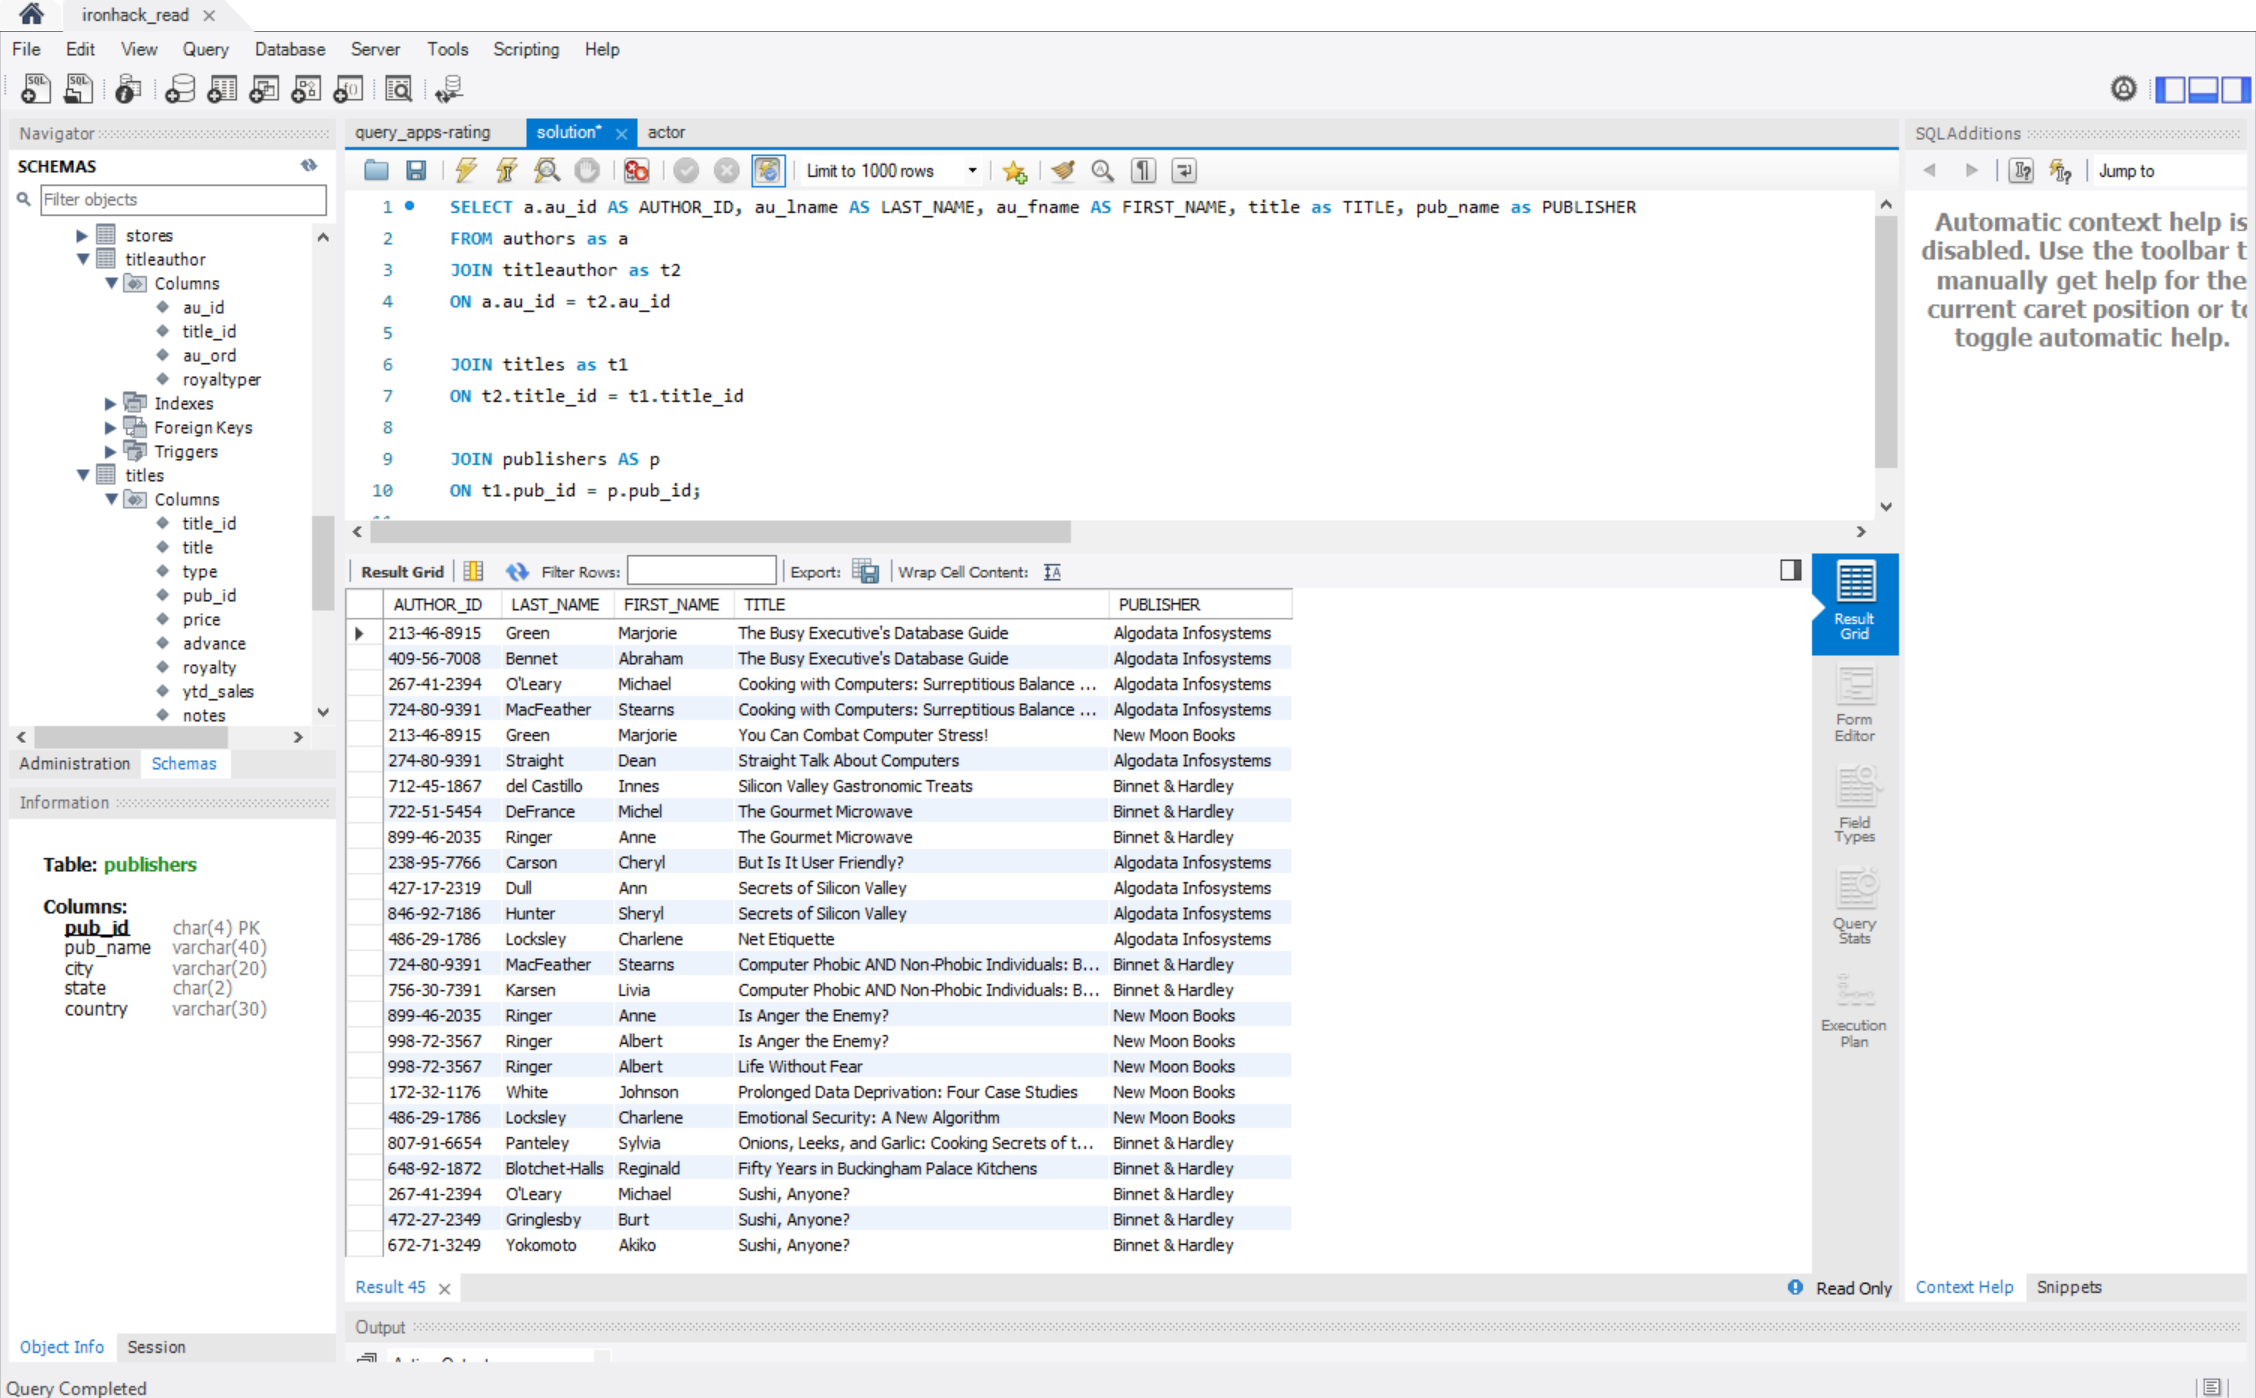 ironhack_read
File Edit View Query Database Server Tools Scripting Help
Navigator
SCHEMAS
Filter objects
stores
titleauthor
Columns
au_id
title_id
au_ord
royaltyper
Indexes
Foreign Keys
Triggers
titles
Columns
title_id
title
type
pub_id
price
advance
royalty
ytd_sales
notes
Administration Schemas
Information
Table: publishers
Columns:
pub_id char(4) PK
pub_name varchar(40)
city varchar(20)
state char(2)
country varchar(30)
Object Info Session
Query Completed
query_apps-rating solution* actor
Limit to 1000 rows
1 SELECT a.au_id AS AUTHOR_ID, au_lname AS LAST_NAME, au_fname AS FIRST_NAME, title as TITLE, pub_name as PUBLISHER
2 FROM authors as a
3 JOIN titleauthor as t2
4 ON a.au_id = t2.au_id
5
6 JOIN titles as t1
7 ON t2.title_id = t1.title_id
8
9 JOIN publishers AS p
10 ON t1.pub_id = p.pub_id;
Result Grid Filter Rows: Export: Wrap Cell Content:
AUTHOR_ID LAST_NAME FIRST_NAME TITLE PUBLISHER
213-46-8915 Green Marjorie The Busy Executive's Database Guide Algodata Infosystems
409-56-7008 Bennet Abraham The Busy Executive's Database Guide Algodata Infosystems
267-41-2394 O'Leary Michael Cooking with Computers: Surreptitious Balance ... Algodata Infosystems
724-80-9391 MacFeather Stearns Cooking with Computers: Surreptitious Balance ... Algodata Infosystems
213-46-8915 Green Marjorie You Can Combat Computer Stress! New Moon Books
274-80-9391 Straight Dean Straight Talk About Computers Algodata Infosystems
712-45-1867 del Castillo Innes Silicon Valley Gastronomic Treats Binnet & Hardley
722-51-5454 DeFrance Michel The Gourmet Microwave Binnet & Hardley
899-46-2035 Ringer Anne The Gourmet Microwave Binnet & Hardley
238-95-7766 Carson Cheryl But Is It User Friendly? Algodata Infosystems
427-17-2319 Dull Ann Secrets of Silicon Valley Algodata Infosystems
846-92-7186 Hunter Sheryl Secrets of Silicon Valley Algodata Infosystems
486-29-1786 Locksley Charlene Net Etiquette Algodata Infosystems
724-80-9391 MacFeather Stearns Computer Phobic AND Non-Phobic Individuals: B... Binnet & Hardley
756-30-7391 Karsen Livia Computer Phobic AND Non-Phobic Individuals: B... Binnet & Hardley
899-46-2035 Ringer Anne Is Anger the Enemy? New Moon Books
998-72-3567 Ringer Albert Is Anger the Enemy? New Moon Books
998-72-3567 Ringer Albert Life Without Fear New Moon Books
172-32-1176 White Johnson Prolonged Data Deprivation: Four Case Studies New Moon Books
486-29-1786 Locksley Charlene Emotional Security: A New Algorithm New Moon Books
807-91-6654 Panteley Sylvia Onions, Leeks, and Garlic: Cooking Secrets of t... Binnet & Hardley
648-92-1872 Blotchet-Halls Reginald Fifty Years in Buckingham Palace Kitchens Binnet & Hardley
267-41-2394 O'Leary Michael Sushi, Anyone? Binnet & Hardley
472-27-2349 Gringlesby Burt Sushi, Anyone? Binnet & Hardley
672-71-3249 Yokomoto Akiko Sushi, Anyone? Binnet & Hardley
Result 45
Read Only
Output
Result
Grid
Form
Editor
Field
Types
Query
Stats
Execution
Plan
SQLAdditions
Jump to
Automatic context help is
disabled. Use the toolbar t
manually get help for the
current caret position or to
toggle automatic help.
Context Help Snippets